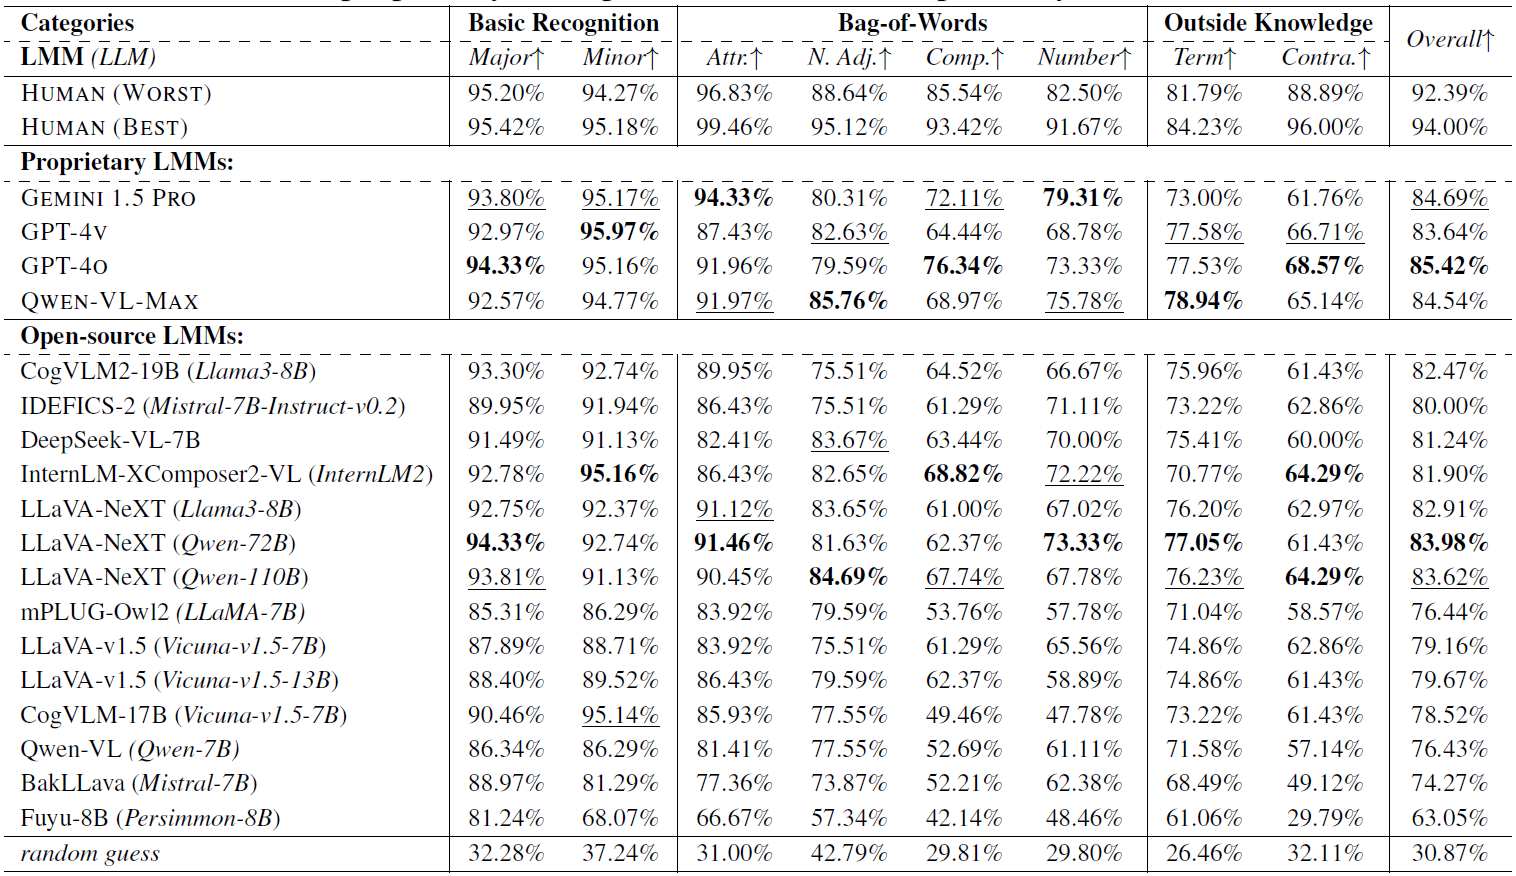 Categories Basic Recognition Bag-of-Words Outside Knowledge Overall↑
LMM (LLM) Major↑ Minor↑ Attr.↑ N. Adj.↑ Comp.↑ Number↑ Term↑ Contra.↑
HUMAN (WORST) 95.20% 94.27% 96.83% 88.64% 85.54% 82.50% 81.79% 88.89% 92.39%
HUMAN (BEST) 95.42% 95.18% 99.46% 95.12% 93.42% 91.67% 84.23% 96.00% 94.00%
Proprietary LMMs:
GEMINI 1.5 PRO 93.80% 95.17% 94.33% 80.31% 72.11% 79.31% 73.00% 61.76% 84.69%
GPT-4V 92.97% 95.97% 87.43% 82.63% 64.44% 68.78% 77.58% 66.71% 83.64%
GPT-4O 94.33% 95.16% 91.96% 79.59% 76.34% 73.33% 77.53% 68.57% 85.42%
QWEN-VL-MAX 92.57% 94.77% 91.97% 85.76% 68.97% 75.78% 78.94% 65.14% 84.54%
Open-source LMMs:
CogVLM2-19B (Llama3-8B) 93.30% 92.74% 89.95% 75.51% 64.52% 66.67% 75.96% 61.43% 82.47%
IDEFICS-2 (Mistral-7B-Instruct-v0.2) 89.95% 91.94% 86.43% 75.51% 61.29% 71.11% 73.22% 62.86% 80.00%
DeepSeek-VL-7B 91.49% 91.13% 82.41% 83.67% 63.44% 70.00% 75.41% 60.00% 81.24%
InternLM-XComposer2-VL (InternLM2) 92.78% 95.16% 86.43% 82.65% 68.82% 72.22% 70.77% 64.29% 81.90%
LLaVA-NeXT (Llama3-8B) 92.75% 92.37% 91.12% 83.65% 61.00% 67.02% 76.20% 62.97% 82.91%
LLaVA-NeXT (Qwen-72B) 94.33% 92.74% 91.46% 81.63% 62.37% 73.33% 77.05% 61.43% 83.98%
LLaVA-NeXT (Qwen-110B) 93.81% 91.13% 90.45% 84.69% 67.74% 67.78% 76.23% 64.29% 83.62%
mPLUG-Owl2 (LLaMA-7B) 85.31% 86.29% 83.92% 79.59% 53.76% 57.78% 71.04% 58.57% 76.44%
LLaVA-v1.5 (Vicuna-v1.5-7B) 87.89% 88.71% 83.92% 75.51% 61.29% 65.56% 74.86% 62.86% 79.16%
LLaVA-v1.5 (Vicuna-v1.5-13B) 88.40% 89.52% 86.43% 79.59% 62.37% 58.89% 74.86% 61.43% 79.67%
CogVLM-17B (Vicuna-v1.5-7B) 90.46% 95.14% 85.93% 77.55% 49.46% 47.78% 73.22% 61.43% 78.52%
Qwen-VL (Qwen-7B) 86.34% 86.29% 81.41% 77.55% 52.69% 61.11% 71.58% 57.14% 76.43%
BakLLava (Mistral-7B) 88.97% 81.29% 77.36% 73.87% 52.21% 62.38% 68.49% 49.12% 74.27%
Fuyu-8B (Persimmon-8B) 81.24% 68.07% 66.67% 57.34% 42.14% 48.46% 61.06% 29.79% 63.05%
random guess 32.28% 37.24% 31.00% 42.79% 29.81% 29.80% 26.46% 32.11% 30.87%